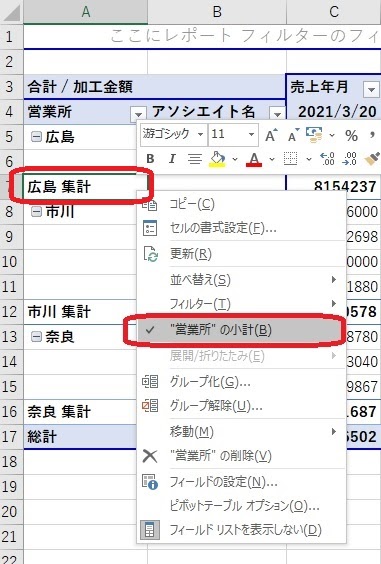 A B C
1 ここにレポート フィルターのフィ
2
3 合計 / 加工金額 売上年月
4 営業所 アソシエイト名 2021/3/20
5 広島
游ゴシック 11 A A %
B I A .00
6
7 広島 集計 8154237
8 市川 6000
9 2698
10 0000
11 1880
12 市川 集計 0578
13 奈良 8780
14 3040
15 9867
16 奈良 集計 1687
17 総計 6502
18
19
20
21
22
コピー(C)
セルの書式設定(F)...
更新(R)
並べ替え(S)
フィルター(T)
"営業所" の小計(B)
展開/折りたたみ(E)
グループ化(G)...
グループ解除(U)...
移動(M)
"営業所" の削除(V)
フィールドの設定(N)...
ピボットテーブル オプション(O)...
フィールド リストを表示しない(D)